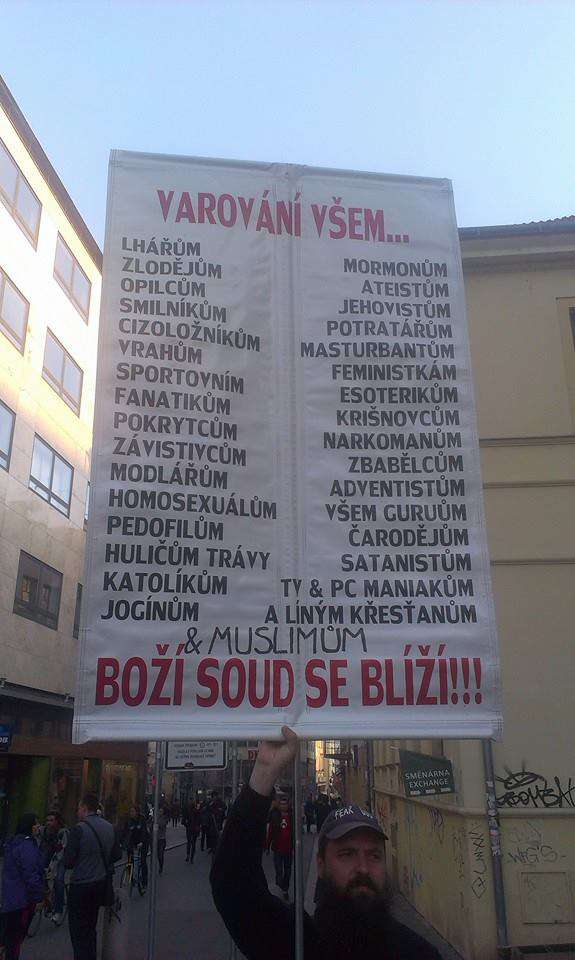 VAROVÁNÍ VŠEM...
LHÁŘŮM
ZLODĚJŮM
OPILCŮM
SMILNÍKŮM
CIZOLOŽNÍKŮM
VRAHŮM
SPORTOVNÍM
FANATIKŮM
POKRYTCŮM
ZÁVISTIVCŮM
MODLÁŘŮM
HOMOSEXUÁLŮM
PEDOFILŮM
HULIČŮM TRÁVY
KATOLÍKŮM
JOGÍNŮM
MORMONŮM
ATEISTŮM
JEHOVISTŮM
POTRATÁŘŮM
MASTURBANTŮM
FEMINISTKÁM
ESOTERIKŮM
KRIŠNOVCŮM
NARKOMANŮM
ZBABĚLCŮM
ADVENTISTŮM
VŠEM GURUŮM
ČARODĚJŮM
SATANISTŮM
TV & PC MANIAKŮM
A LÍNÝM KŘESŤANŮM
& MUSLIMŮM
BOŽÍ SOUD SE BLÍŽÍ!!!
SMĚNÁRNA
EXCHANGE
FEAR